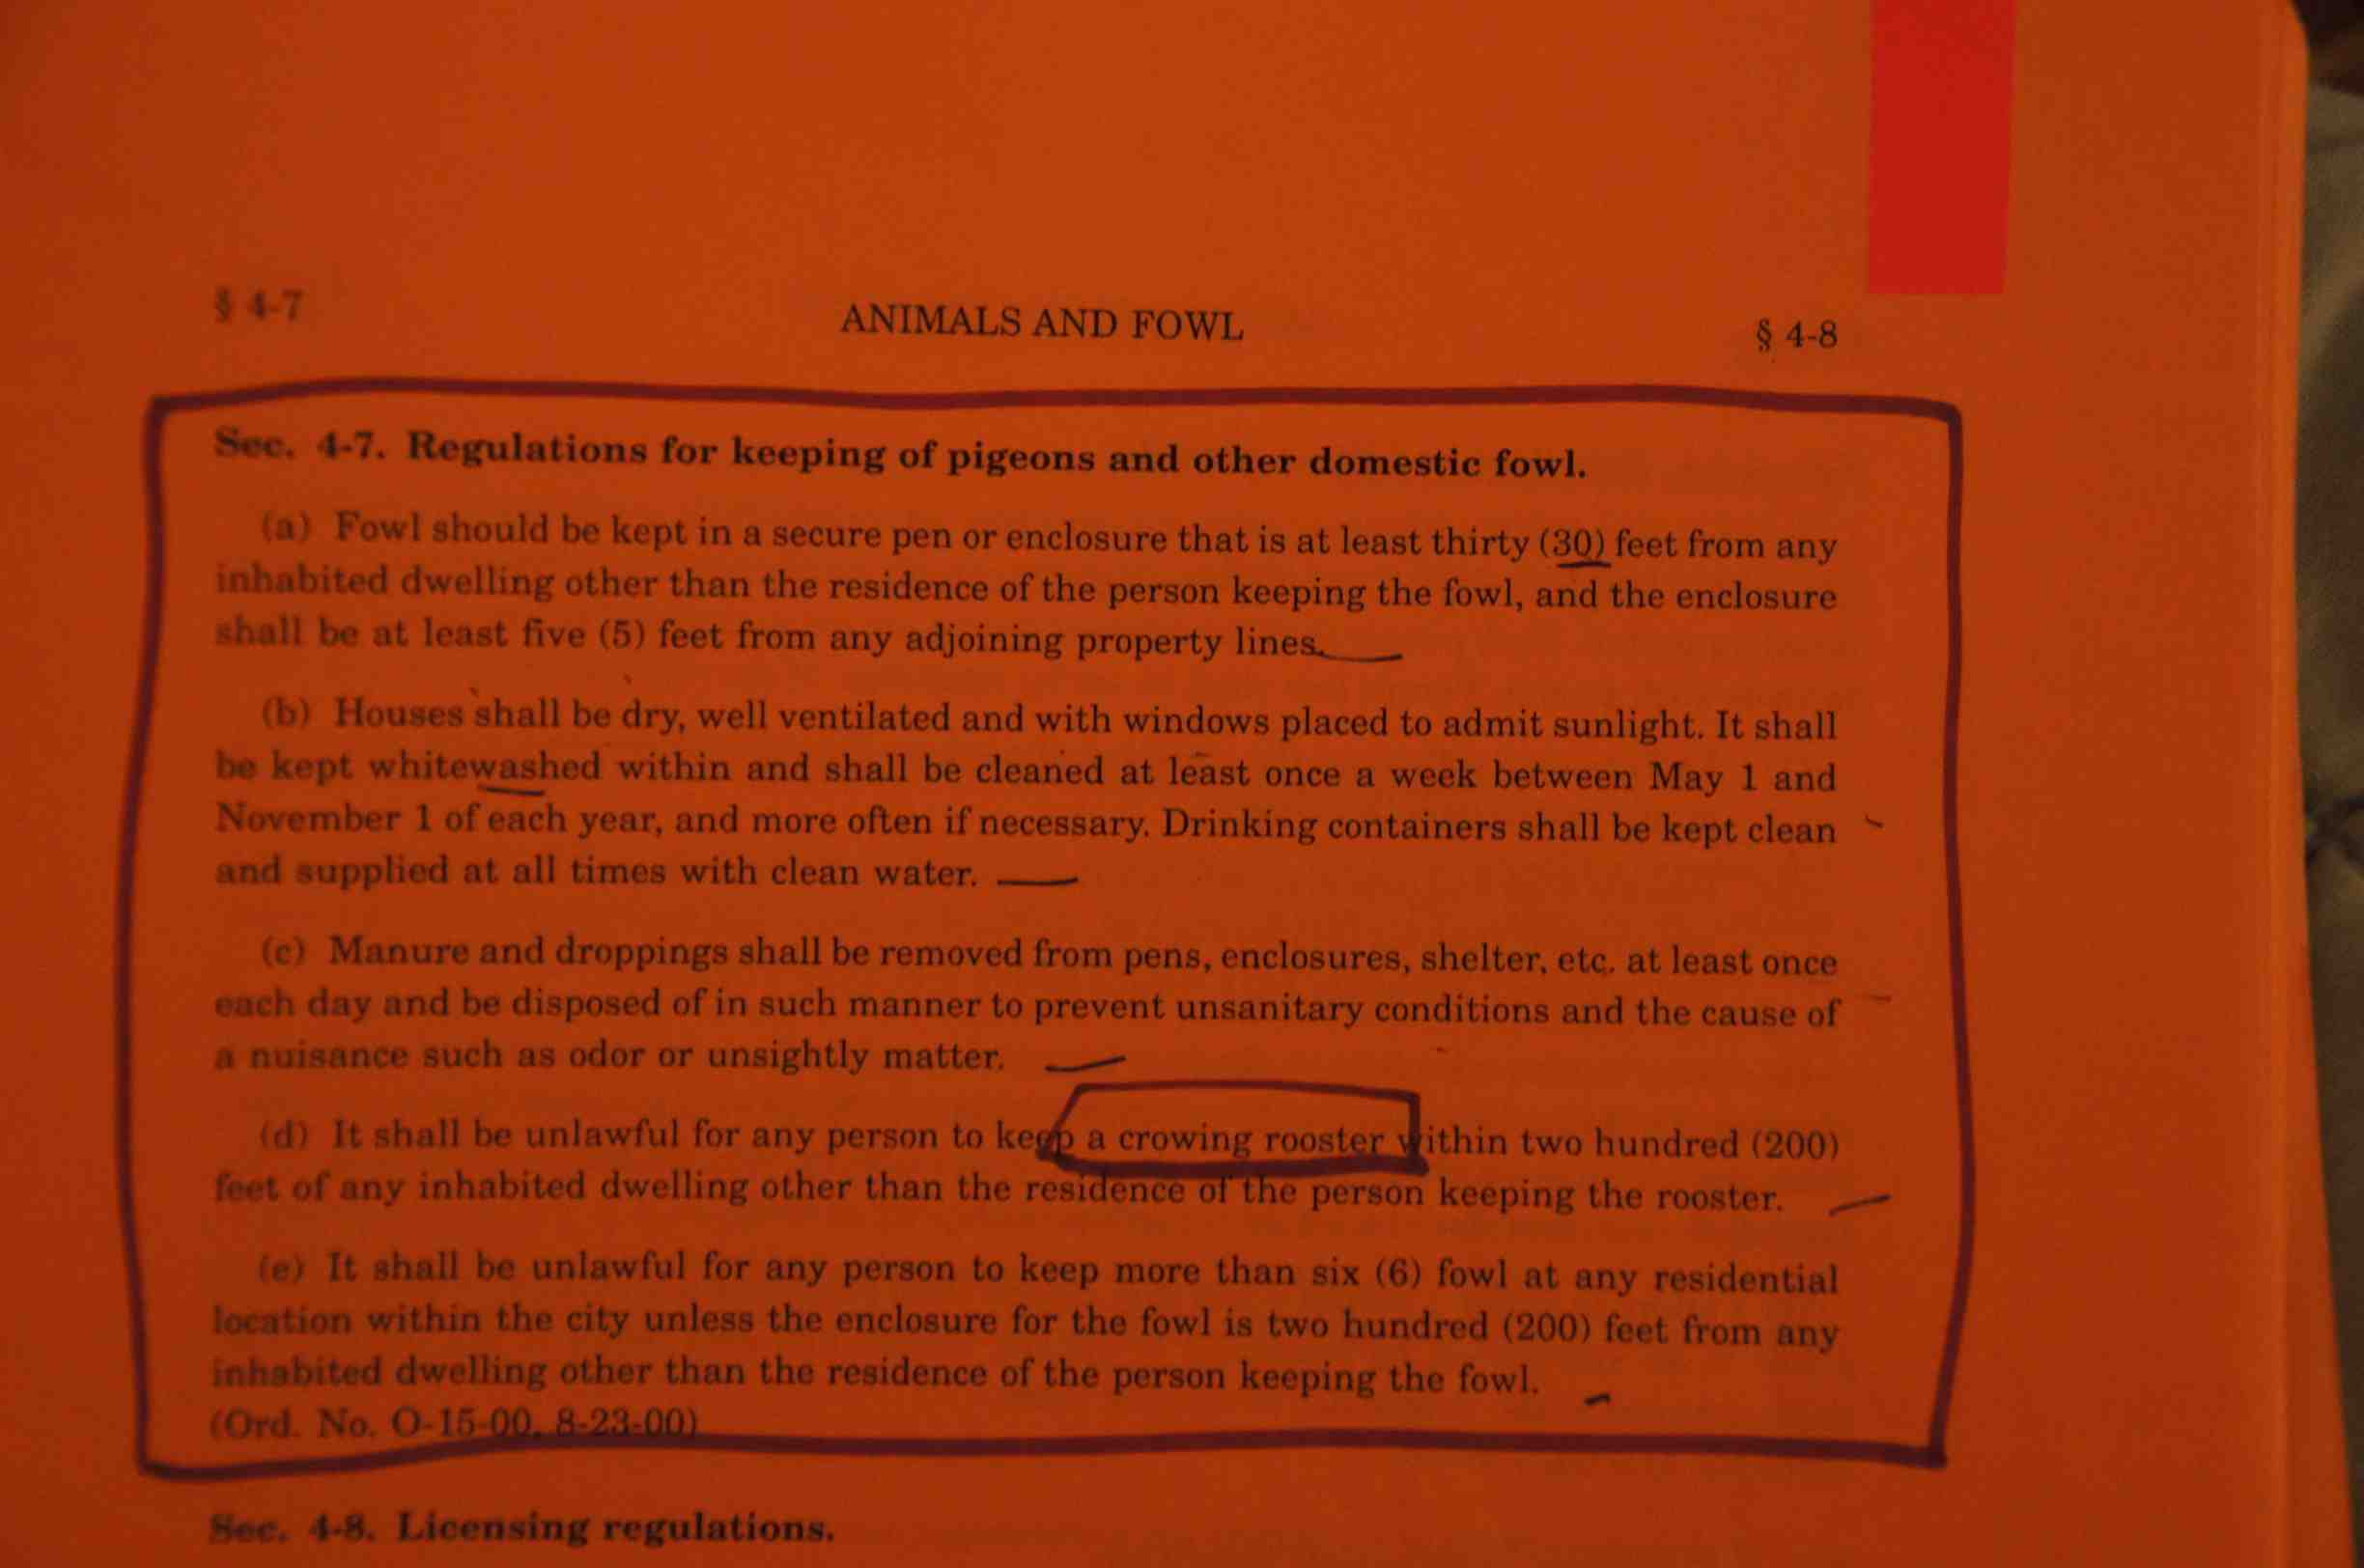 § 4-7 ANIMALS AND FOWL § 4-8
Sec. 4-7. Regulations for keeping of pigeons and other domestic fowl.
(a) Fowl should be kept in a secure pen or enclosure that is at least thirty (30) feet from any
inhabited dwelling other than the residence of the person keeping the fowl, and the enclosure
shall be at least five (5) feet from any adjoining property lines.
(b) Houses shall be dry, well ventilated and with windows placed to admit sunlight. It shall
be kept whitewashed within and shall be cleaned at least once a week between May 1 and
November 1 of each year, and more often if necessary. Drinking containers shall be kept clean
and supplied at all times with clean water.
(c) Manure and droppings shall be removed from pens, enclosures, shelter, etc. at least once
each day and be disposed of in such manner to prevent unsanitary conditions and the cause of
a nuisance such as odor or unsightly matter.
(d) It shall be unlawful for any person to keep a crowing rooster within two hundred (200)
feet of any inhabited dwelling other than the residence of the person keeping the rooster.
(e) It shall be unlawful for any person to keep more than six (6) fowl at any residential
location within the city unless the enclosure for the fowl is two hundred (200) feet from any
inhabited dwelling other than the residence of the person keeping the fowl.
(Ord. No. O-15-00, 8-23-00)
Sec. 4-8. Licensing regulations.